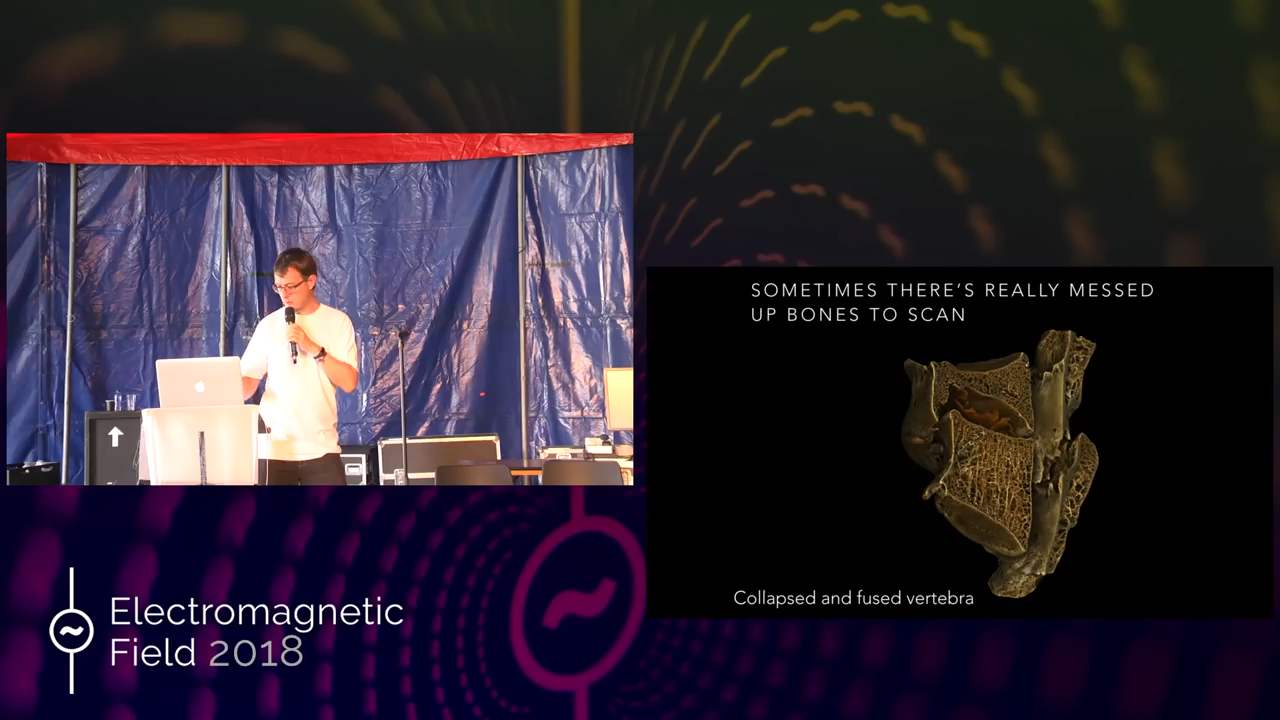 SOMETIMES THERE'S REALLY MESSED
UP BONES TO SCAN
Collapsed and fused vertebra
Electromagnetic
Field 2018